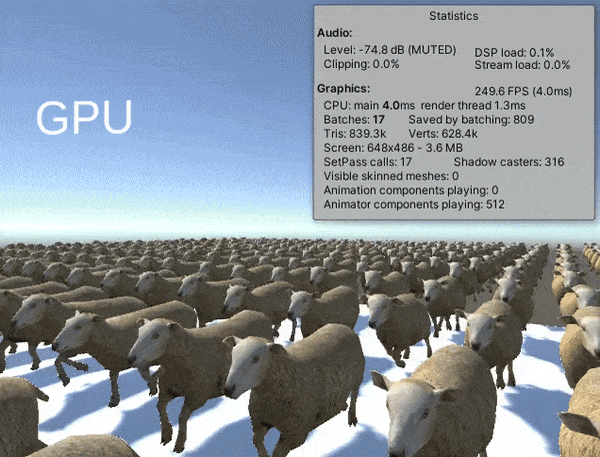 Statistics
Audio:
Level: -74.8 dB (MUTED) DSP load: 0.1%
Clipping: 0.0% Stream load: 0.0%
Graphics: 249.6 FPS (4.0ms)
CPU: main 4.0ms render thread 1.3ms
Batches: 17 Saved by batching: 809
Tris: 839.3k Verts: 628.4k
Screen: 648x486 - 3.6 MB
SetPass calls: 17 Shadow casters: 316
Visible skinned meshes: 0
Animation components playing: 0
Animator components playing: 512
GPU